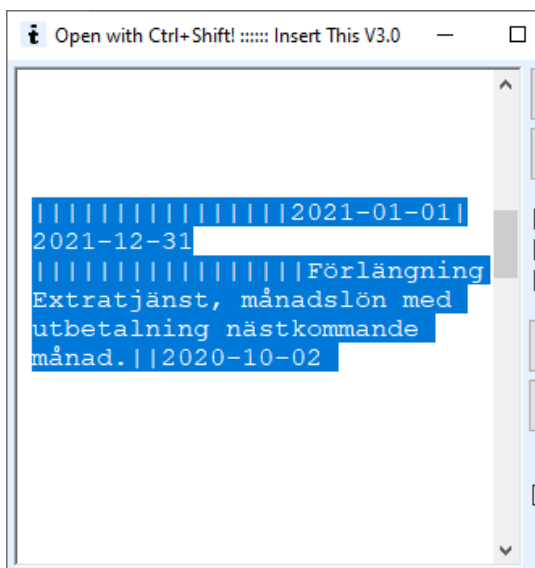 Open with Ctrl+Shift! :::::: Insert This V3.0
||||||||||||||||2021-01-01|
2021-12-31
|||||||||||||||||Förlängning
Extratjänst, månadslön med
utbetalning nästkommande
månad.||2020-10-02